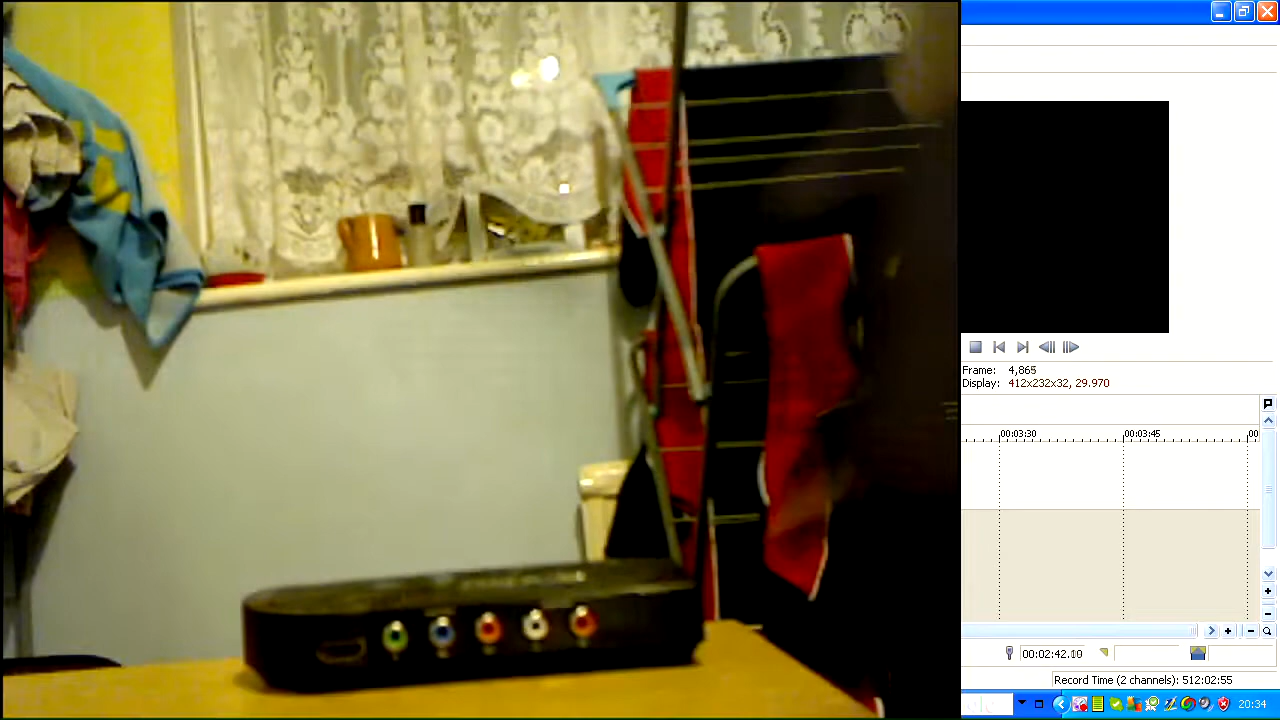 Frame: 4,865
Display: 412x232x32, 29.970
00:03:30 00:03:45 00
00:02:42.10
Record Time (2 channels): 512:02:55
20:34